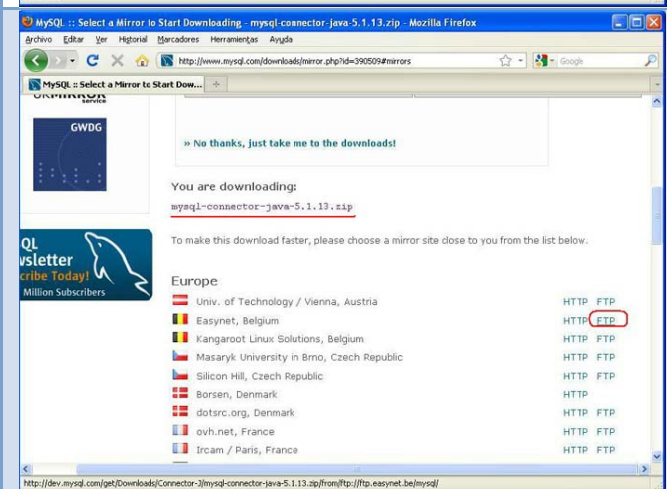 MySQL :: Select a Mirror to Start Downloading - mysql-connector-java-5.1.13.zip - Mozilla Firefox
Archivo Editar Ver Historial Marcadores Herramientas Ayuda
http://www.mysql.com/downloads/mirror.php?id=390509#mirrors
Google
MySQL :: Select a Mirror to Start Dow...
UKMIRROR
service
GWDG
» No thanks, just take me to the downloads!
You are downloading:
mysql-connector-java-5.1.13.zip
To make this download faster, please choose a mirror site close to you from the list below.
QL
wsletter
cribe Today!
Million Subscribers
Europe
Univ. of Technology / Vienna, Austria HTTP FTP
Easynet, Belgium HTTP FTP
Kangaroot Linux Solutions, Belgium HTTP FTP
Masaryk University in Brno, Czech Republic HTTP FTP
Silicon Hill, Czech Republic HTTP FTP
Borsen, Denmark HTTP
dotsrc.org, Denmark HTTP FTP
ovh.net, France HTTP FTP
Ircam / Paris, France HTTP FTP
http://dev.mysql.com/get/Downloads/Connector-J/mysql-connector-java-5.1.13.zip/from/ftp://ftp.easynet.be/mysql/